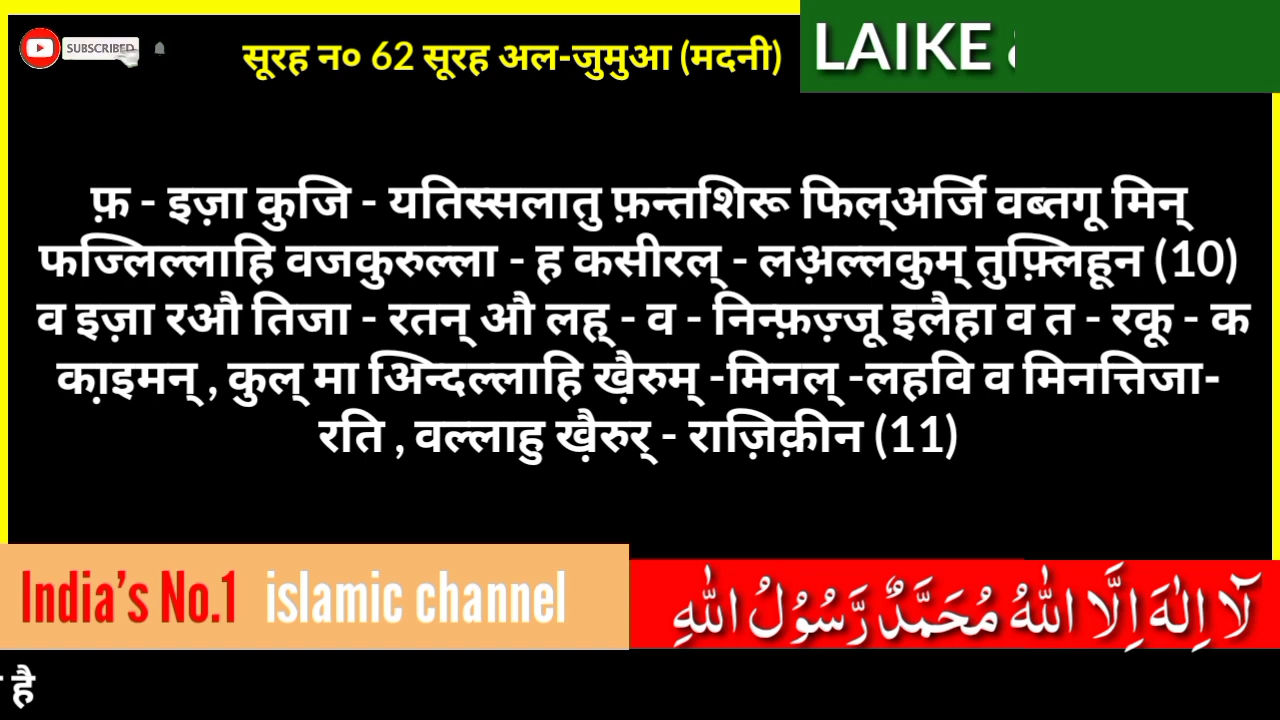 SUBSCRIBED
सूरह न० 62 सूरह अल-जुमुआ (मदनी)
LAIKE
फ़ - इज़ा कुजि - यतिस्सलातु फ़न्तशिरू फिल्अर्जि वब्तगू मिन्
फज्लिल्लाहि वजकुरुल्ला - ह कसीरल् - लअ़ल्लकुम् तुफ़्लिहून (10)
व इज़ा रऔ तिजा - रतन् औ लह् - व - निन्फ़ज़्जू इलैहा व त - रकू - क
का़इमन् , कुल् मा अिन्दल्लाहि ख़ैरुम् -मिनल् -लहवि व मिनत्तिजा-
रति , वल्लाहु ख़ैरुर् - राज़िक़ीन (11)
India's No.1 islamic channel
لَآ اِلٰهَ اِلَّا اللّٰهُ مُحَمَّدٌ رَّسُوْلُ اللّٰهِ
है